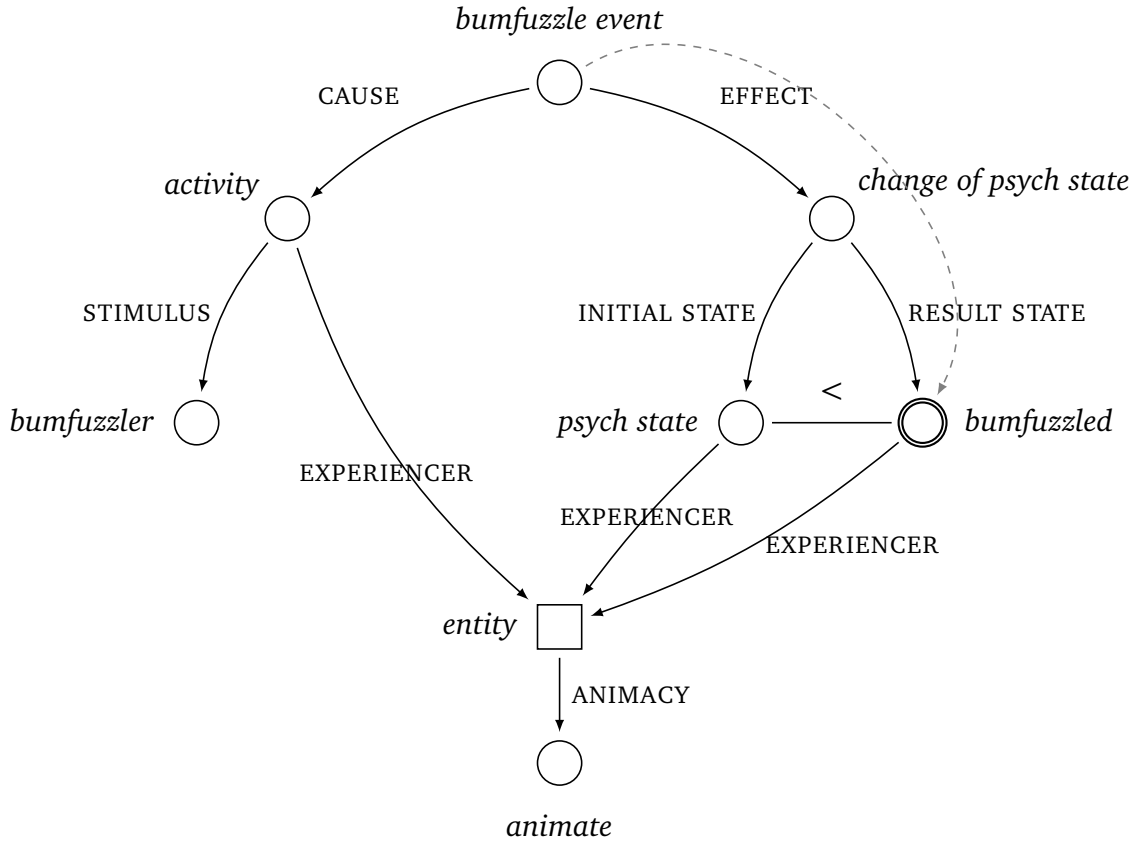 bumfuzzle event
CAUSE
EFFECT
activity
change of psych state
STIMULUS
INITIAL STATE
RESULT STATE
<
bumfuzzler
psych state
bumfuzzled
EXPERIENCER
EXPERIENCER
EXPERIENCER
entity
ANIMACY
animate